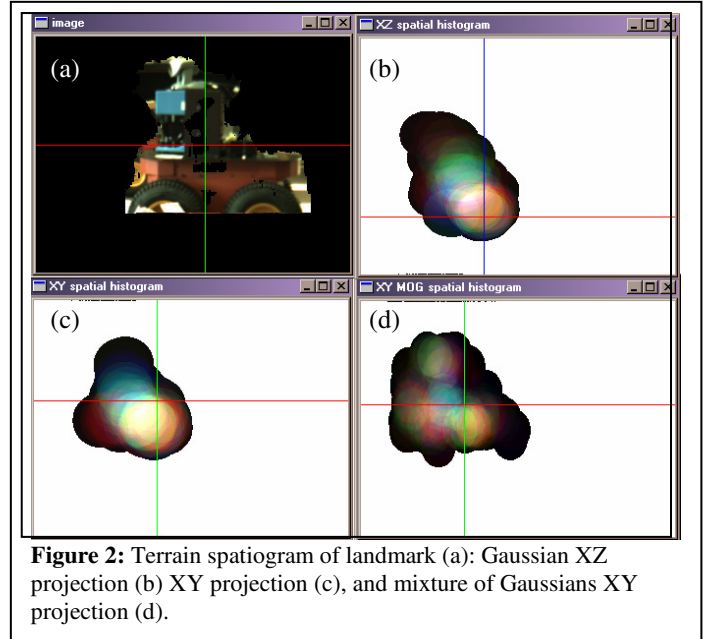 image
(a)
XZ spatial histogram
(b)
XY spatial histogram
(c)
XY MOG spatial histogram
(d)
Figure 2: Terrain spatiogram of landmark (a): Gaussian XZ
projection (b) XY projection (c), and mixture of Gaussians XY
projection (d).